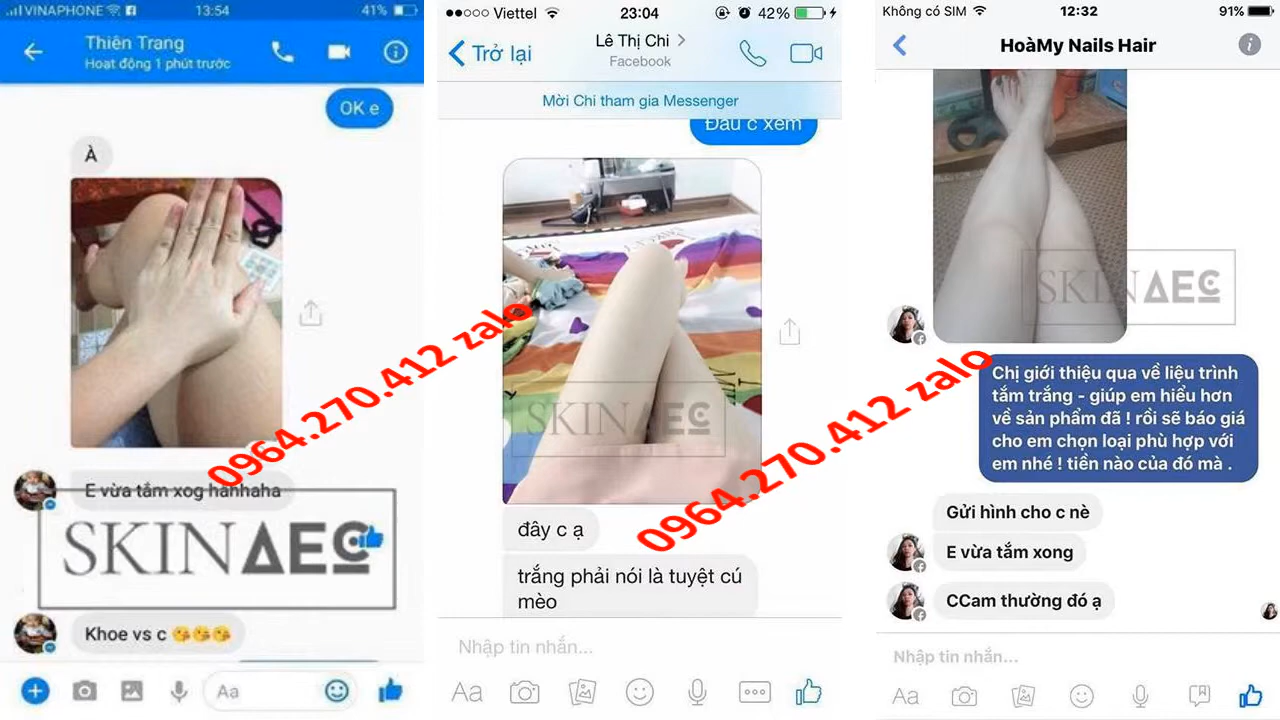 VINAPHONE
13:54
41%
Thiên Trang
Hoạt động 1 phút trước
OK e
À
E vừa tắm xog hahhaha
SKINAEC
Khoe vs c 😘😘😘
Aa
Viettel
23:04
42%
Trở lại
Lê Thị Chi
Facebook
Mời Chi tham gia Messenger
Đâu c xem
SKINAEC
đây c ạ
trắng phải nói là tuyệt cú
mèo
Nhập tin nhắn...
Aa
Không có SIM
12:32
91%
HoàMy Nails Hair
SKINAEC
Chị giới thiệu qua về liệu trình
tắm trắng - giúp em hiểu hơn
về sản phẩm đã ! rồi sẽ báo giá
cho em chọn loại phù hợp với
em nhé ! tiền nào của đó mà .
Gửi hình cho c nè
E vừa tắm xong
CCam thường đó ạ
Nhập tin nhắn...
Aa
0964.270.412 zalo
0964.270.412 zalo